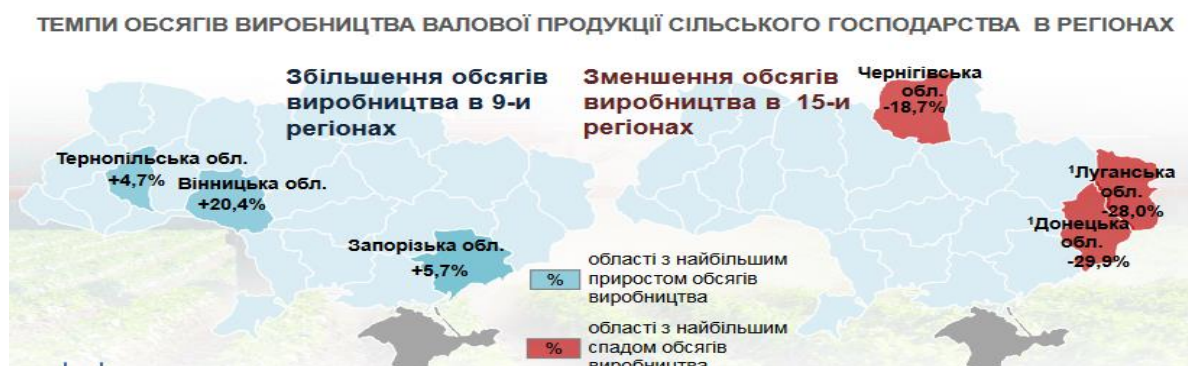 ТЕМПИ ОБСЯГІВ ВИРОБНИЦТВА ВАЛОВОЇ ПРОДУКЦІЇ СІЛЬСЬКОГО ГОСПОДАРСТВА В РЕГІОНАХ
Збільшення обсягів
виробництва в 9-и
регіонах
Тернопільська обл.
+4,7%
Вінницька обл.
+20,4%
Запорізька обл.
+5,7%
Зменшення обсягів
виробництва в 15-и
регіонах
Чернігівська
обл.
-18,7%
¹Луганська
обл.
-28,0%
¹Донецька
обл.
-29,9%
%
області з найбільшим
приростом обсягів
виробництва
%
області з найбільшим
спадом обсягів
виробництва